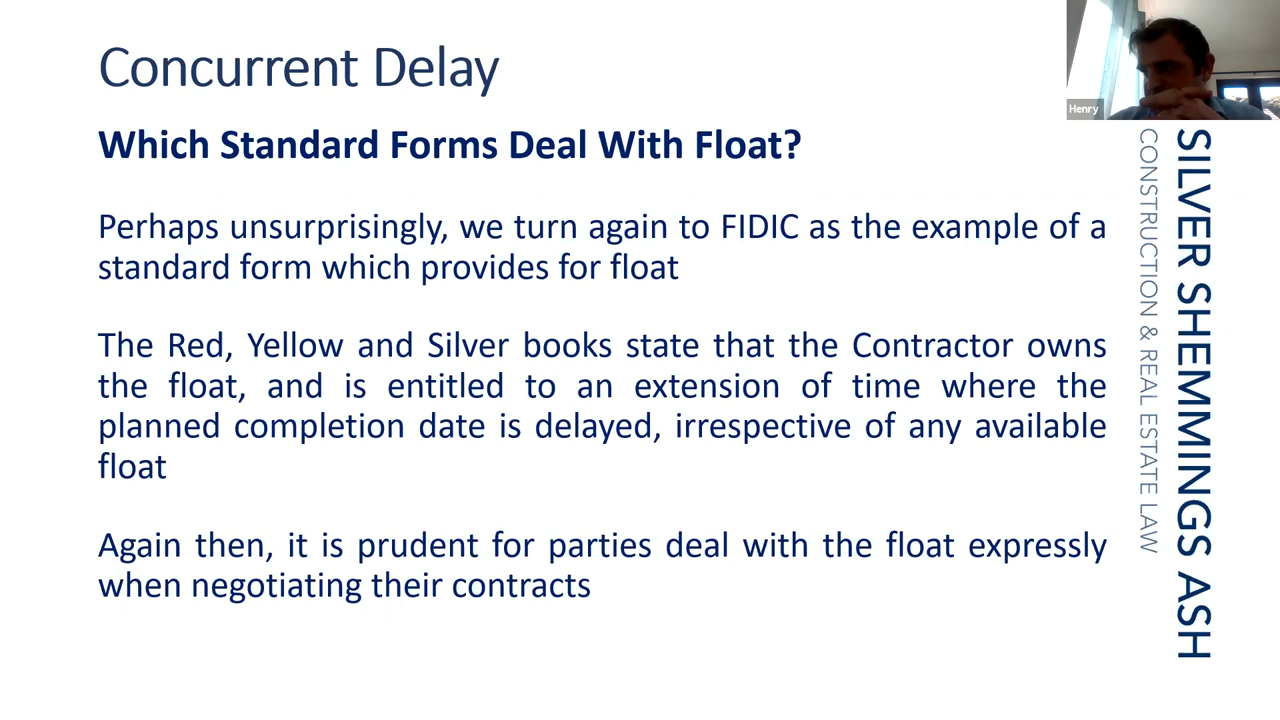 Concurrent Delay
Henry
Which Standard Forms Deal With Float?
Perhaps unsurprisingly, we turn again to FIDIC as the example of a
standard form which provides for float
The Red, Yellow and Silver books state that the Contractor owns
the float, and is entitled to an extension of time where the
planned completion date is delayed, irrespective of any available
float
Again then, it is prudent for parties deal with the float expressly
when negotiating their contracts
SILVER SHEMMINGS ASH
CONSTRUCTION & REAL ESTATE LAW